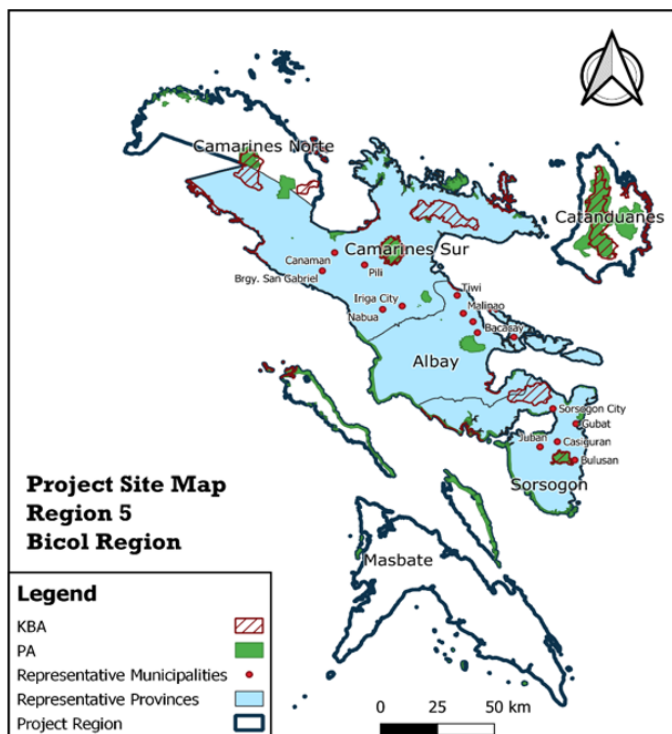 Camarines Norte
Catanduanes
Camarines Sur
Canaman
Brgy. San Gabriel
Pili
Tiwi
Iriga City
Malinao
Nabua
Bacacay
Albay
Sorsogon City
Gubat
Juban
Casiguran
Bulusan
Sorsogon
Project Site Map
Region 5
Bicol Region
Masbate
Legend
KBA
PA
Representative Municipalities
Representative Provinces
Project Region
0 25 50 km